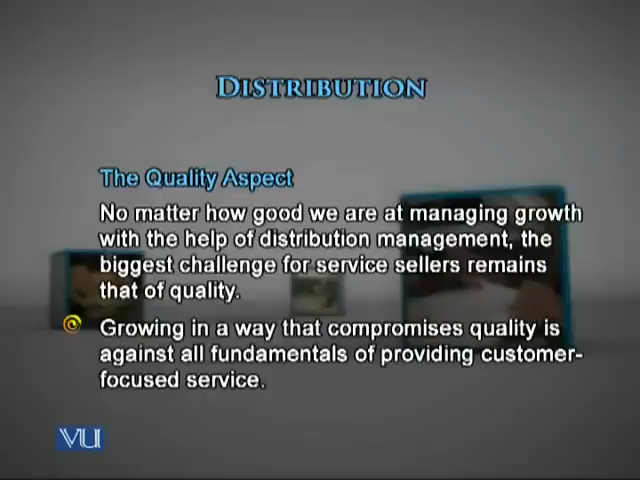 DISTRIBUTION
The Quality Aspect
No matter how good we are at managing growth
with the help of distribution management, the
biggest challenge for service sellers remains
that of quality.
Growing in a way that compromises quality is
against all fundamentals of providing customer-
focused service.
VU